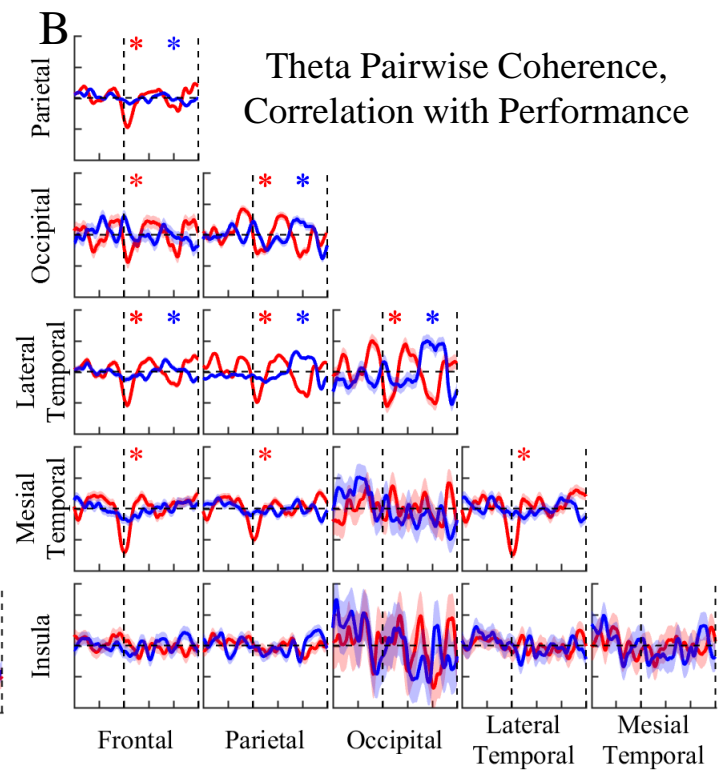 B
Theta Pairwise Coherence,
Correlation with Performance
Parietal
* *
Occipital
*
* *
Lateral
Temporal
* *
* *
* *
Mesial
Temporal
*
*
*
Insula
Frontal
Parietal
Occipital
Lateral
Temporal
Mesial
Temporal